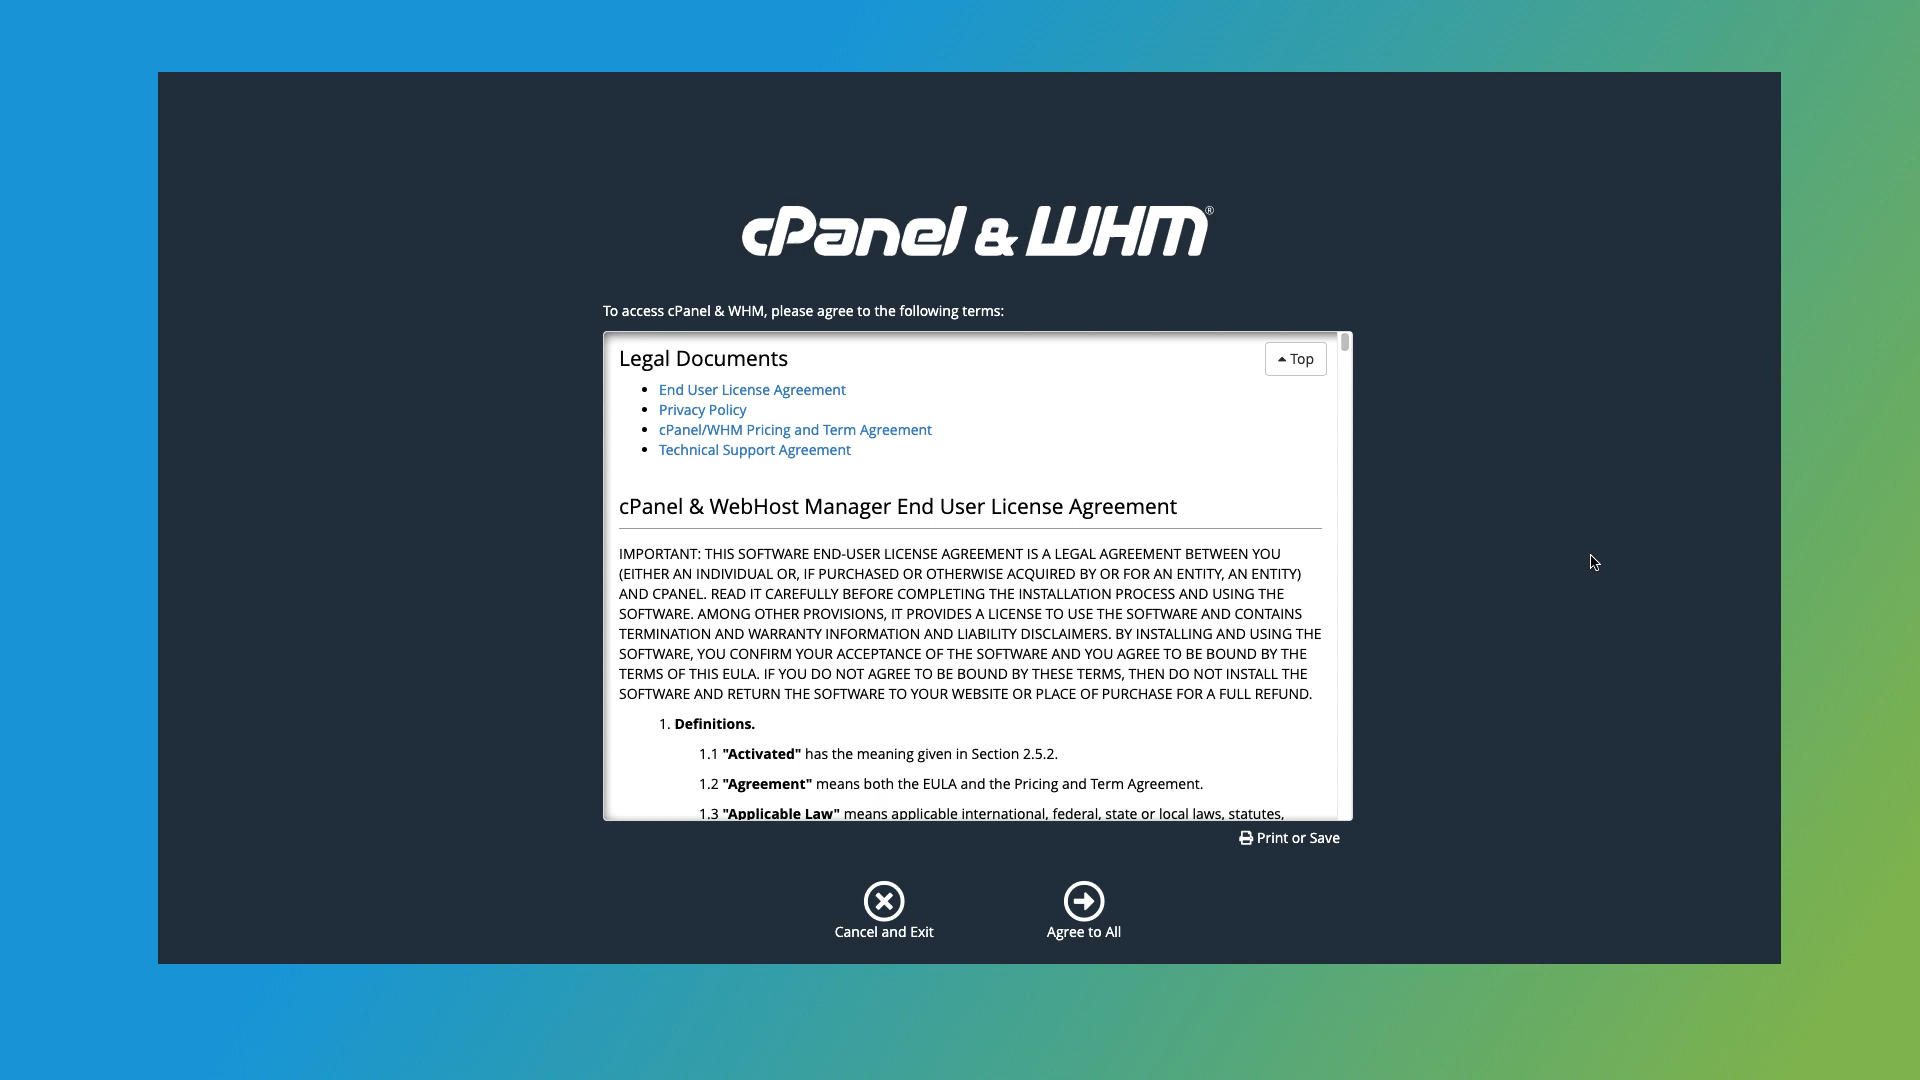 cPanel & WHM®
To access cPanel & WHM, please agree to the following terms:
Legal Documents
Top
• End User License Agreement
• Privacy Policy
• cPanel/WHM Pricing and Term Agreement
• Technical Support Agreement
cPanel & WebHost Manager End User License Agreement
IMPORTANT: THIS SOFTWARE END-USER LICENSE AGREEMENT IS A LEGAL AGREEMENT BETWEEN YOU
(EITHER AN INDIVIDUAL OR, IF PURCHASED OR OTHERWISE ACQUIRED BY OR FOR AN ENTITY, AN ENTITY)
AND CPANEL. READ IT CAREFULLY BEFORE COMPLETING THE INSTALLATION PROCESS AND USING THE
SOFTWARE. AMONG OTHER PROVISIONS, IT PROVIDES A LICENSE TO USE THE SOFTWARE AND CONTAINS
TERMINATION AND WARRANTY INFORMATION AND LIABILITY DISCLAIMERS. BY INSTALLING AND USING THE
SOFTWARE, YOU CONFIRM YOUR ACCEPTANCE OF THE SOFTWARE AND YOU AGREE TO BE BOUND BY THE
TERMS OF THIS EULA. IF YOU DO NOT AGREE TO BE BOUND BY THESE TERMS, THEN DO NOT INSTALL THE
SOFTWARE AND RETURN THE SOFTWARE TO YOUR WEBSITE OR PLACE OF PURCHASE FOR A FULL REFUND.
1. Definitions.
1.1 "Activated" has the meaning given in Section 2.5.2.
1.2 "Agreement" means both the EULA and the Pricing and Term Agreement.
1.3 "Applicable Law" means applicable international, federal, state or local laws, statutes,
Print or Save
Cancel and Exit
Agree to All